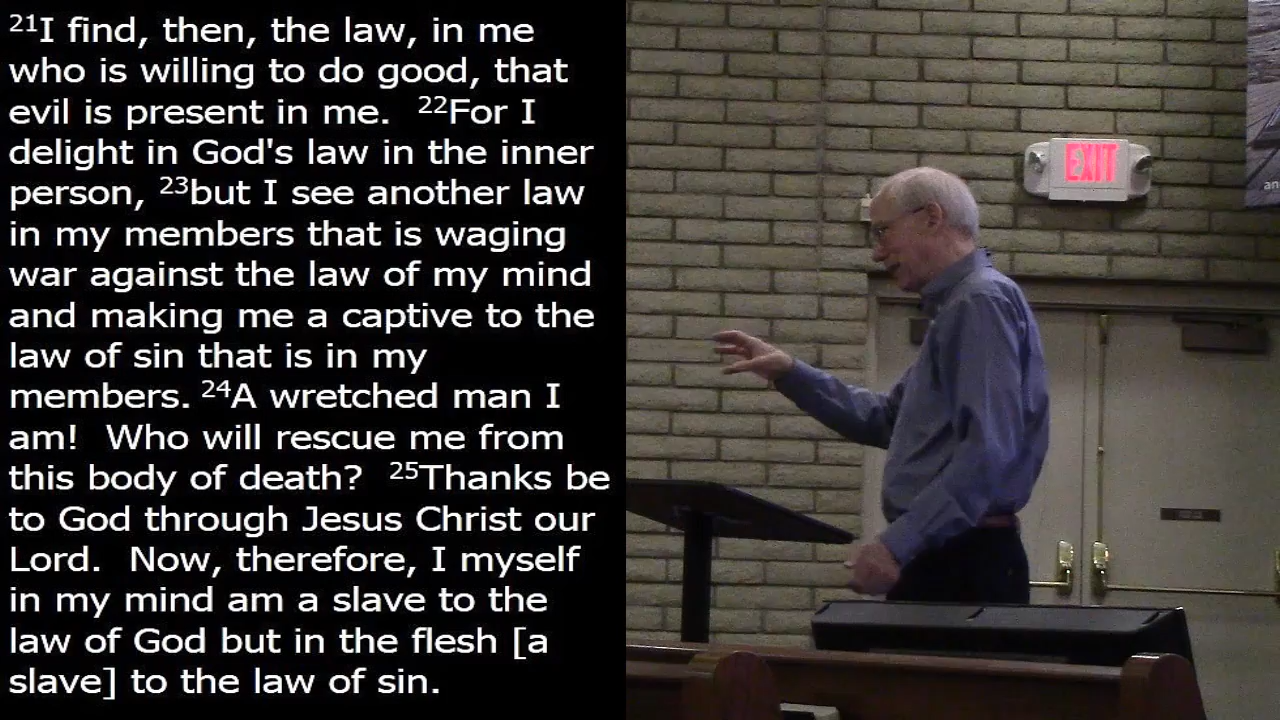 ²¹I find, then, the law, in me
who is willing to do good, that
evil is present in me.  ²²For I
delight in God's law in the inner
person, ²³but I see another law
in my members that is waging
war against the law of my mind
and making me a captive to the
law of sin that is in my
members. ²⁴A wretched man I
am!  Who will rescue me from
this body of death?  ²⁵Thanks be
to God through Jesus Christ our
Lord.  Now, therefore, I myself
in my mind am a slave to the
law of God but in the flesh [a
slave] to the law of sin.
EXIT
an